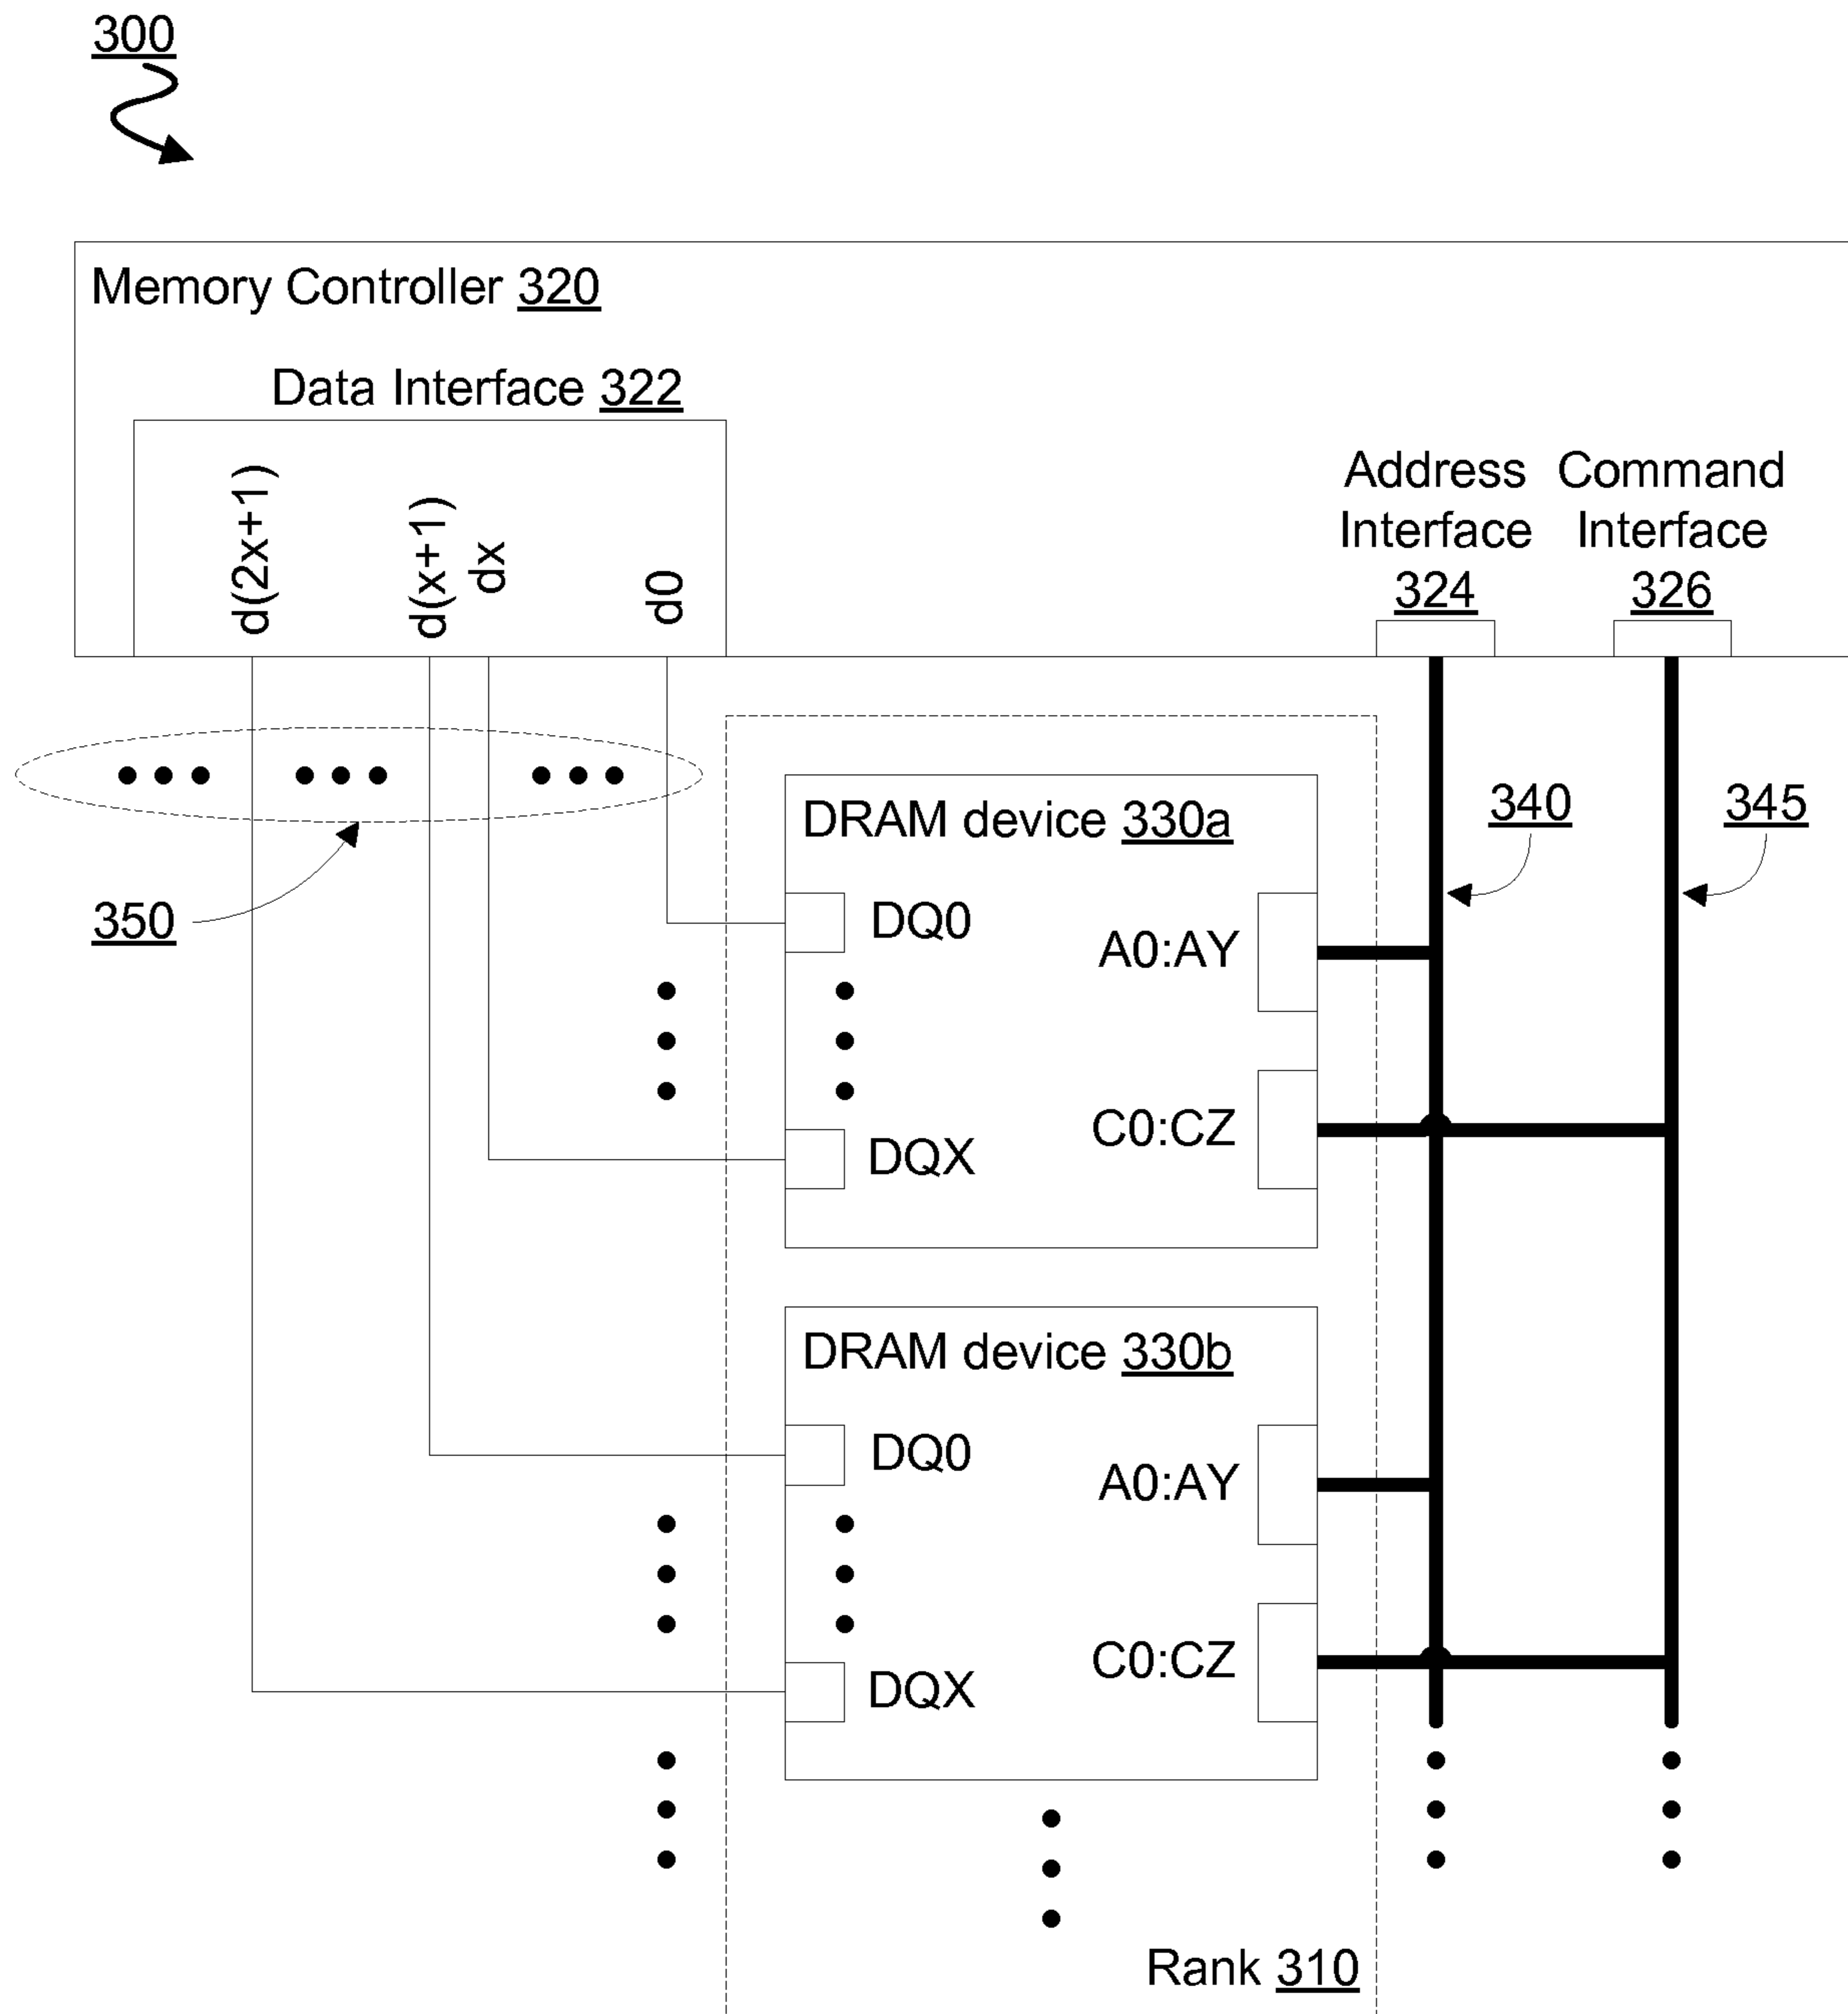 300
Memory Controller 320
Data Interface 322
d(2x+1)
d(x+1)
dx
d0
Address
Interface
324
Command
Interface
326
350
340
345
DRAM device 330a
DQ0
A0:AY
C0:CZ
DQX
DRAM device 330b
DQ0
A0:AY
C0:CZ
DQX
Rank 310